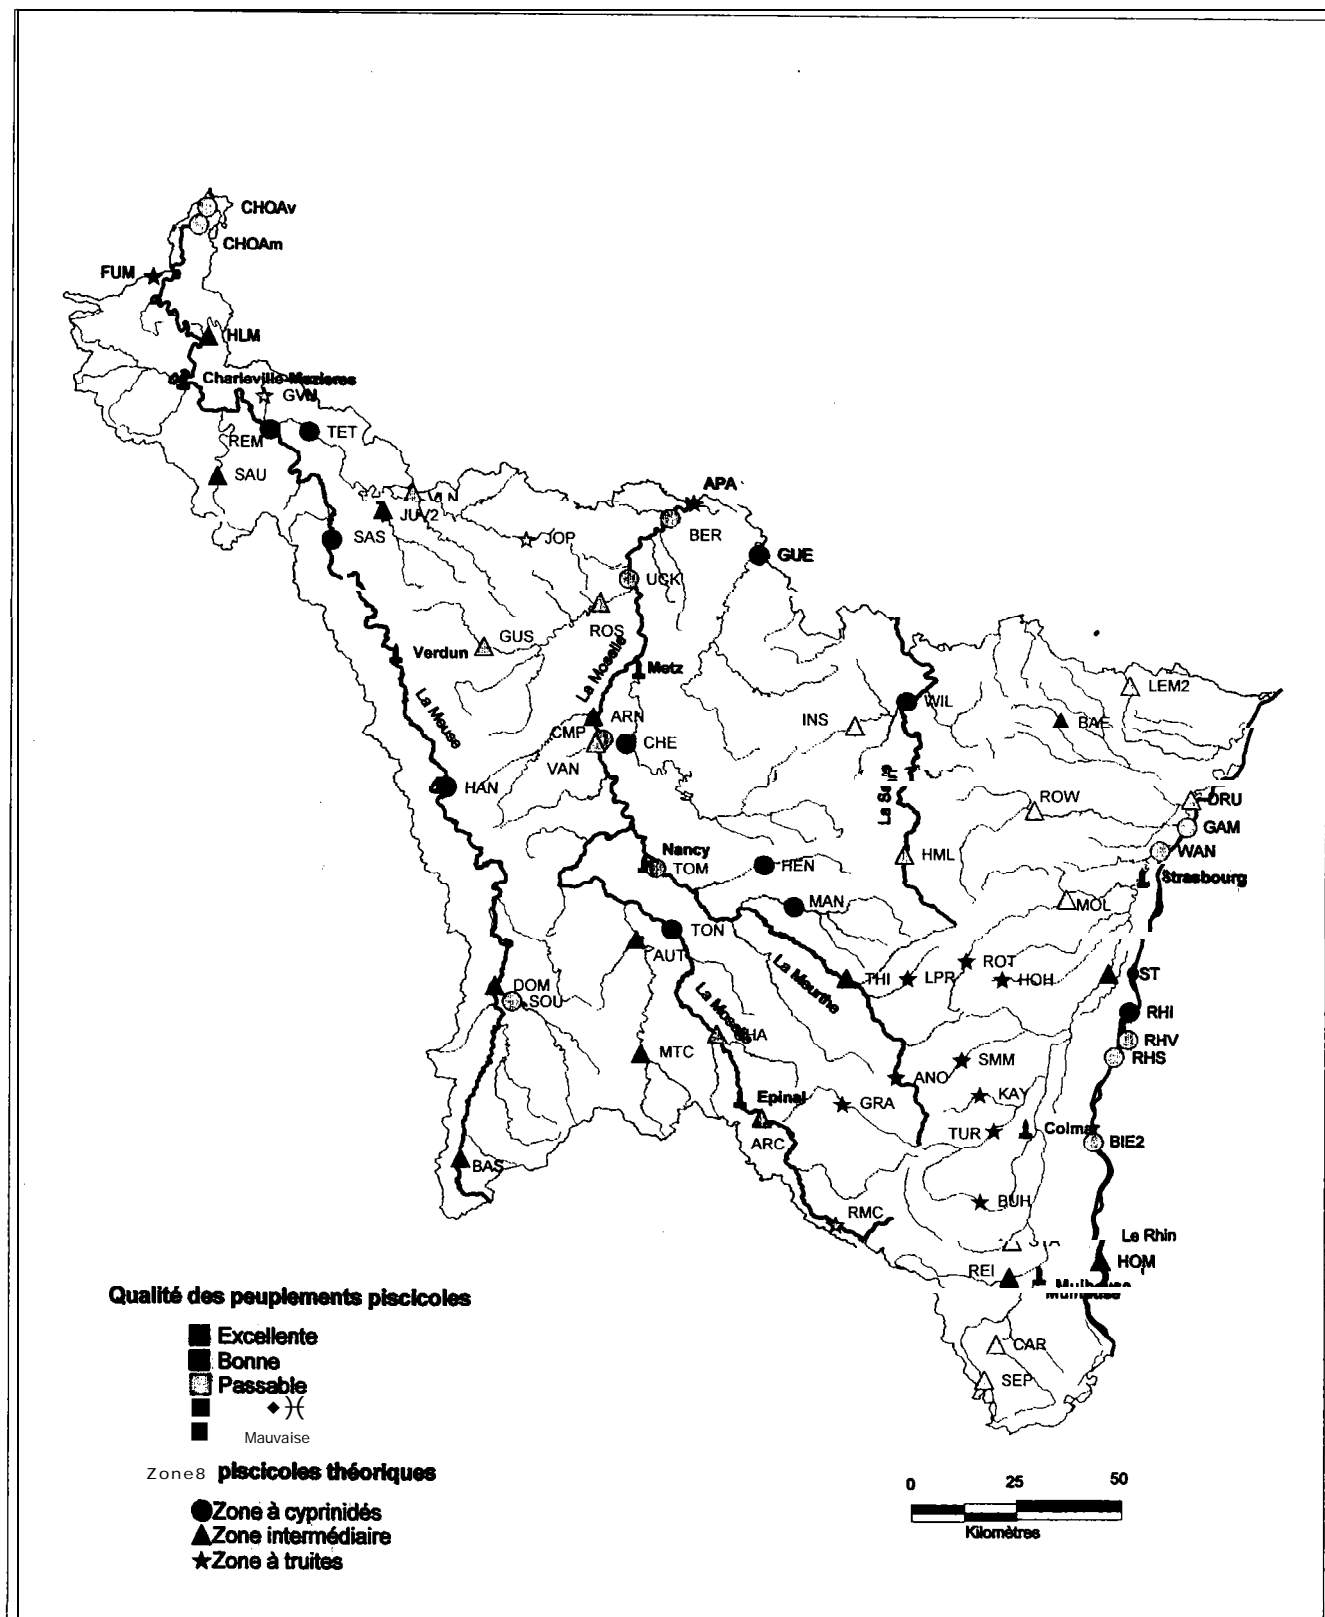 CHOAv
CHOAm
FUM
HLM
Charleville-Mezieres
GVN
REM
TET
SAU
VLN
JUV2
SAS
JOP
APA
BER
GUE
UCK
ROS
GUS
Verdun
La Moselle
Metz
La Meuse
ARN
CMP
CHE
VAN
HAN
INS
WIL
LEM2
BAE
ROW
DRU
GAM
WAN
Strasbourg
HML
Nancy
TOM
HEN
MAN
MOL
TON
AUT
La Meurthe
THI
LPR
ROT
HOH
ST
DOM
SOU
RHI
RHV
RHS
MTC
SMM
ANO
KAY
GRA
Epinal
ARC
TUR
Colmar
BIE2
BAS
BUH
RMC
Le Rhin
HOM
REI
CAR
SEP
Qualité des peuplements piscicoles
Excellente
Bonne
Passable
Mauvaise
Zone8 piscicoles théoriques
Zone à cyprinidés
Zone intermédiaire
Zone à truites
0 25 50
Kilomètres